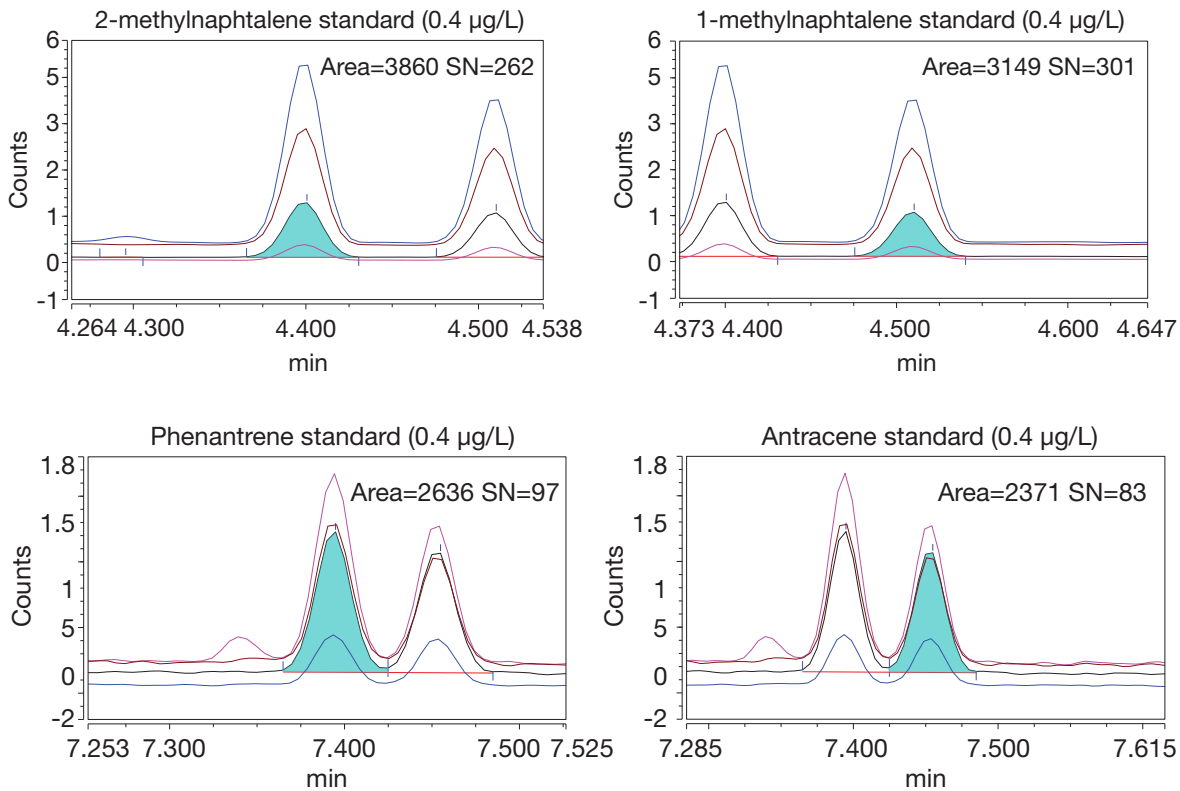 2-methylnaphtalene standard (0.4 µg/L)
6
5
3
2
1
0
-1
Counts
Area=3860 SN=262
4.264 4.300 4.400 4.500 4.538
min
1-methylnaphtalene standard (0.4 µg/L)
6
5
3
2
1
0
-1
Counts
Area=3149 SN=301
4.373 4.400 4.500 4.600 4.647
min
Phenantrene standard (0.4 µg/L)
1.8
1.5
1
5
0
-2
Counts
Area=2636 SN=97
7.253 7.300 7.400 7.500 7.525
min
Antracene standard (0.4 µg/L)
1.8
1.5
1
5
0
-2
Counts
Area=2371 SN=83
7.285 7.400 7.500 7.615
min